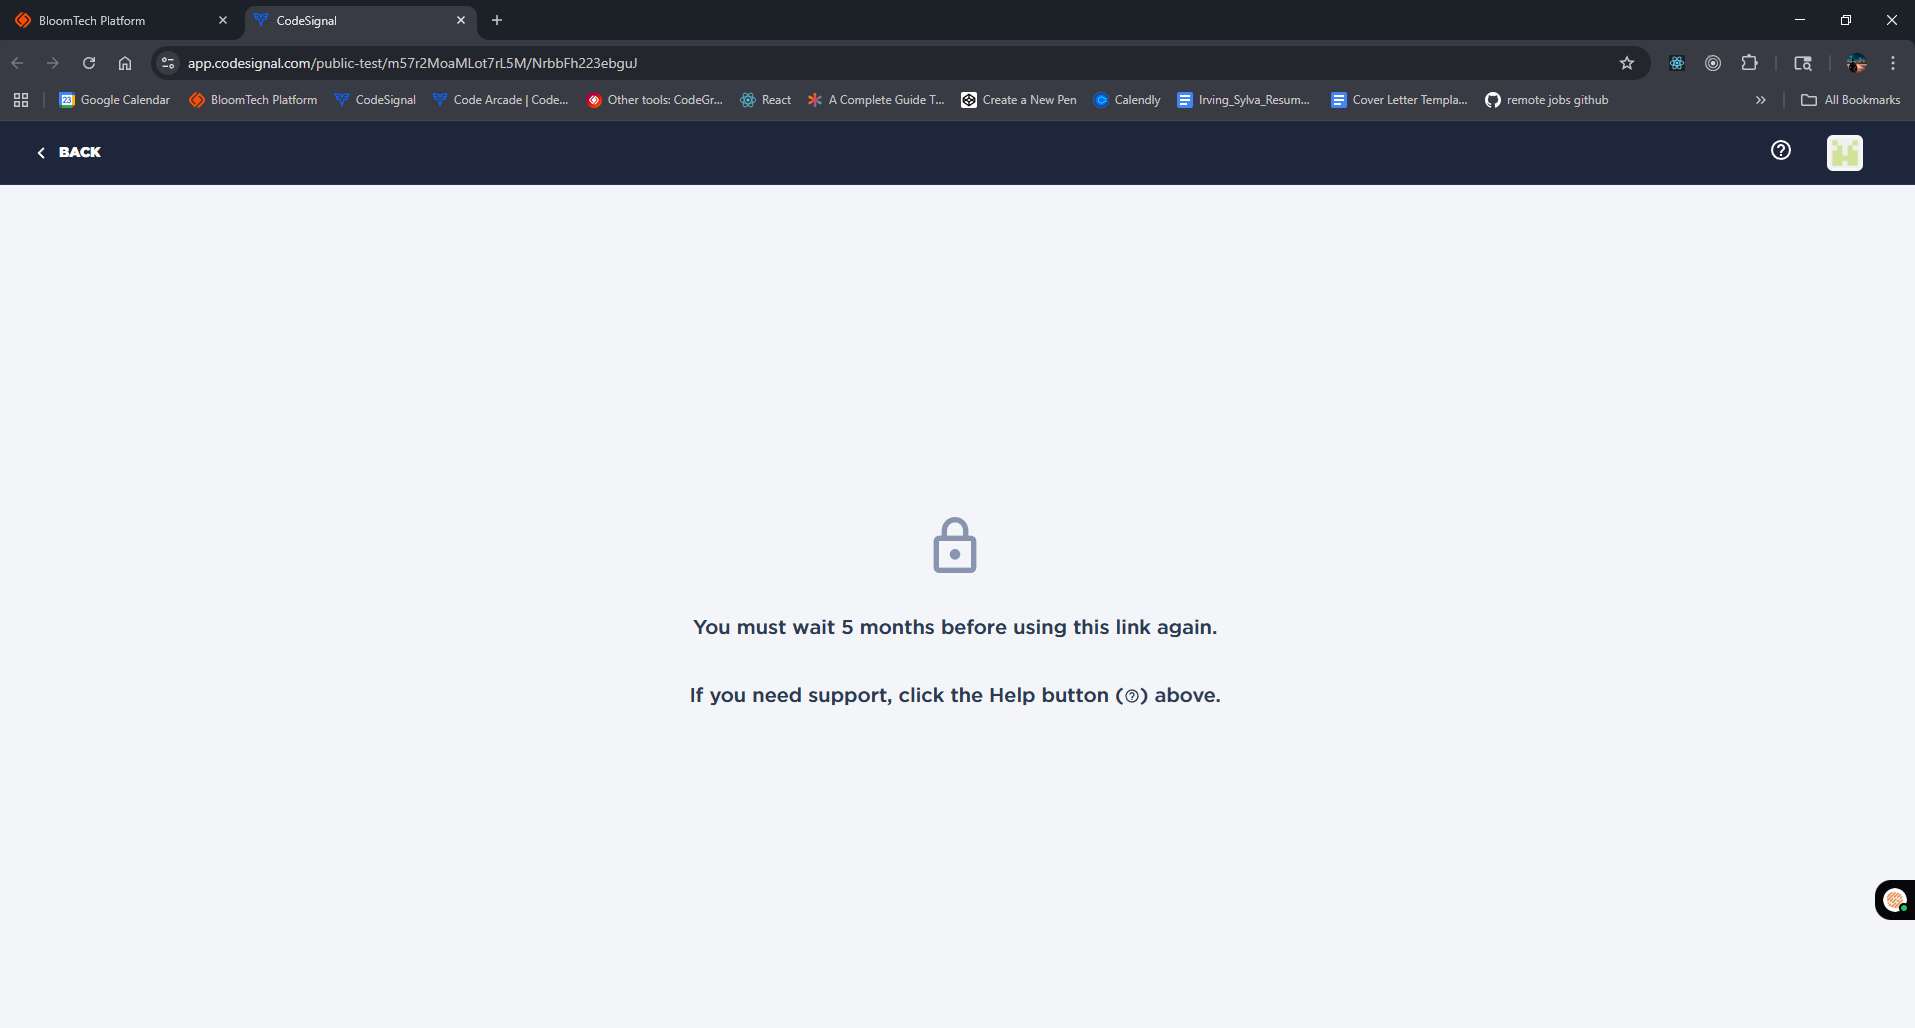 BloomTech Platform
CodeSignal
app.codesignal.com/public-test/m57r2MoaMLot7rL5M/NrbbFh223ebguJ
23 Google Calendar
BloomTech Platform
CodeSignal
Code Arcade | Code...
Other tools: CodeGr...
React
A Complete Guide T...
Create a New Pen
Calendly
Irving_Sylva_Resum...
Cover Letter Templa...
remote jobs github
All Bookmarks
BACK
You must wait 5 months before using this link again.
If you need support, click the Help button (?) above.